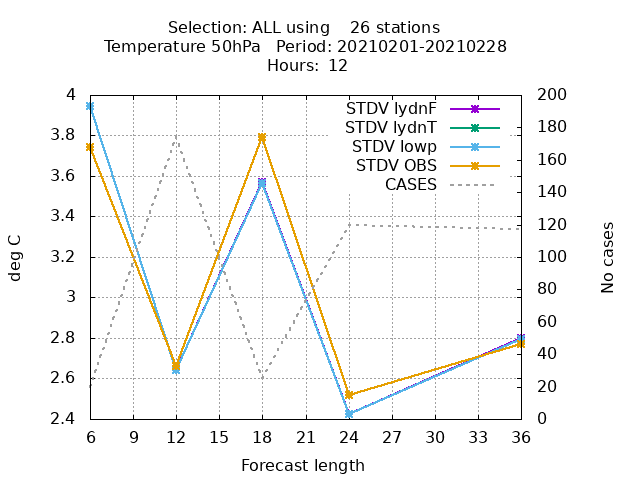 Selection: ALL using    26 stations
Temperature 50hPa   Period: 20210201-20210228
Hours:  12
STDV lydnF
STDV lydnT
STDV lowp
STDV OBS
CASES
4
3.8
3.6
3.4
3.2
3
2.8
2.6
2.4
deg C
200
180
160
140
120
100
80
60
40
20
0
No cases
6 9 12 15 18 21 24 27 30 33 36
Forecast length